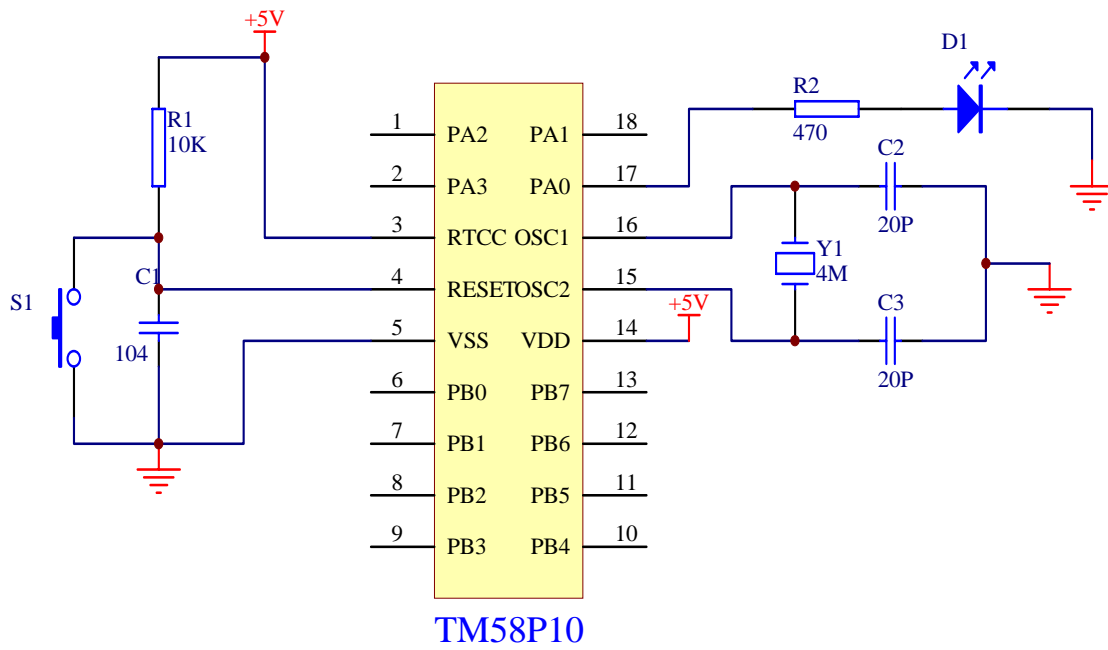 +5V
D1
R1
10K
R2
470
1 PA2 PA1 18
2 PA3 PA0 17
3 RTCC OSC1 16
4 RESET OSC2 15
5 VSS VDD 14
6 PB0 PB7 13
7 PB1 PB6 12
8 PB2 PB5 11
9 PB3 PB4 10
C2
20P
Y1
4M
+5V
C3
20P
S1
C1
104
TM58P10